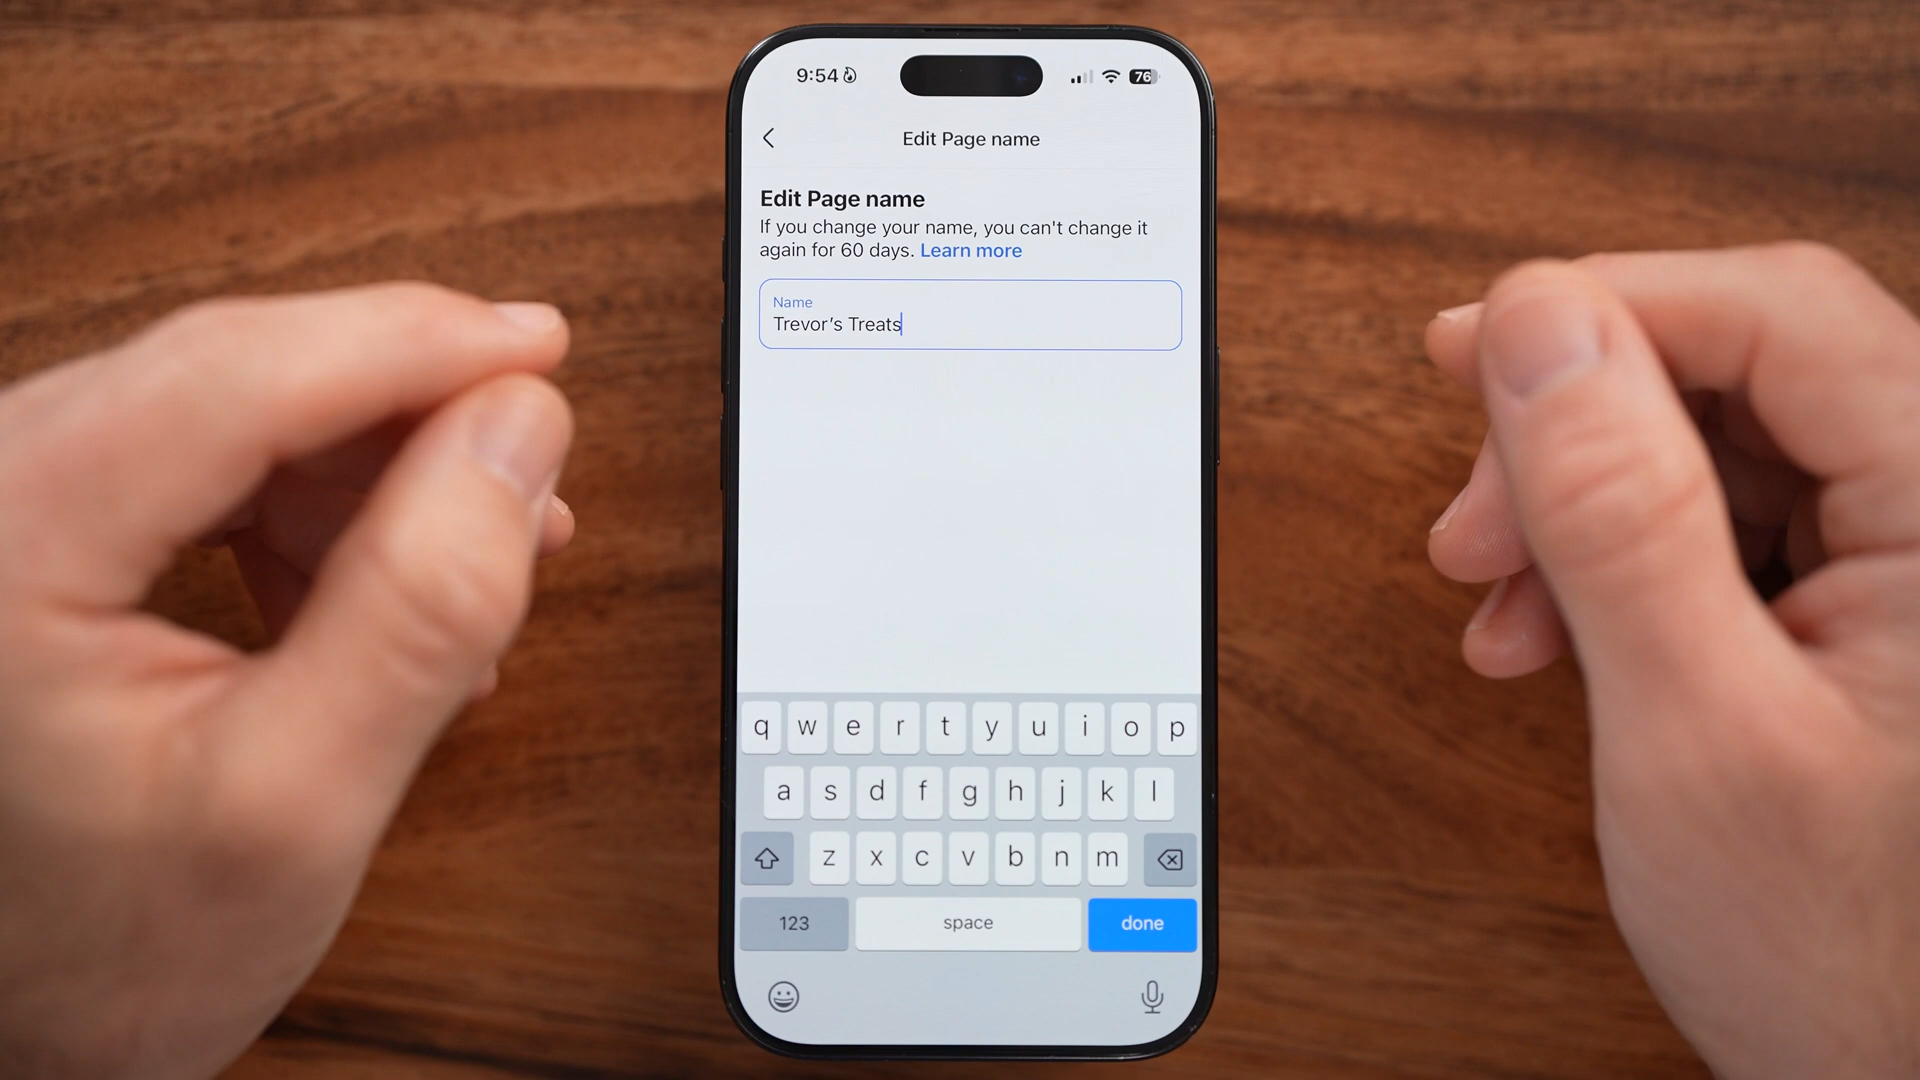 9:54 76
Edit Page name
Edit Page name
If you change your name, you can't change it
again for 60 days. Learn more
Name
Trevor’s Treats
q w e r t y u i o p
a s d f g h j k l
z x c v b n m
123 space done